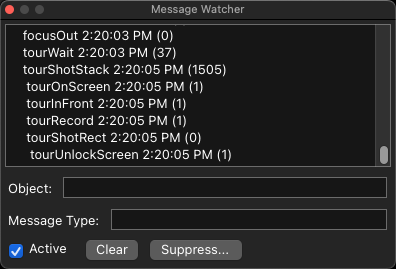 Message Watcher
focusOut 2:20:03 PM (0)
tourWait 2:20:03 PM (37)
tourShotStack 2:20:05 PM (1505)
tourOnScreen 2:20:05 PM (1)
tourInFront 2:20:05 PM (1)
tourRecord 2:20:05 PM (1)
tourShotRect 2:20:05 PM (0)
tourUnlockScreen 2:20:05 PM (1)
Object:
Message Type:
Active Clear Suppress...